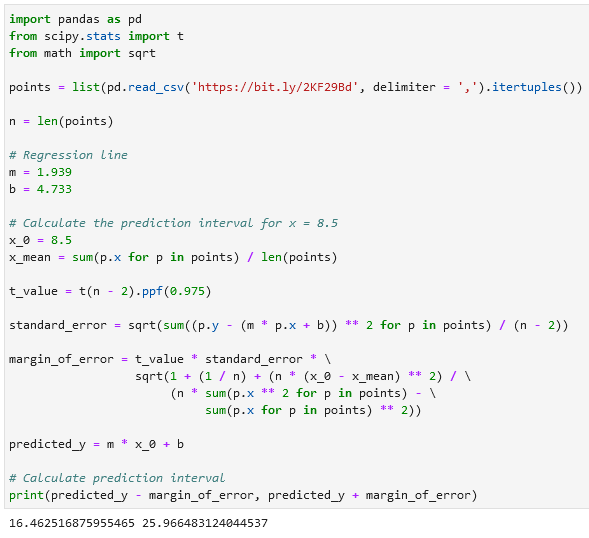 import pandas as pd
from scipy.stats import t
from math import sqrt
points = list(pd.read_csv('https://bit.ly/2KF29Bd', delimiter = ',').itertuples())
n = len(points)
# Regression line
m = 1.939
b = 4.733
# Calculate the prediction interval for x = 8.5
x_0 = 8.5
x_mean = sum(p.x for p in points) / len(points)
t_value = t(n - 2).ppf(0.975)
standard_error = sqrt(sum((p.y - (m * p.x + b)) ** 2 for p in points) / (n - 2))
margin_of_error = t_value * standard_error * \
sqrt(1 + (1 / n) + (n * (x_0 - x_mean) ** 2) / \
(n * sum(p.x ** 2 for p in points) - \
sum(p.x for p in points) ** 2))
predicted_y = m * x_0 + b
# Calculate prediction interval
print(predicted_y - margin_of_error, predicted_y + margin_of_error)
16.462516875955465 25.966483124044537